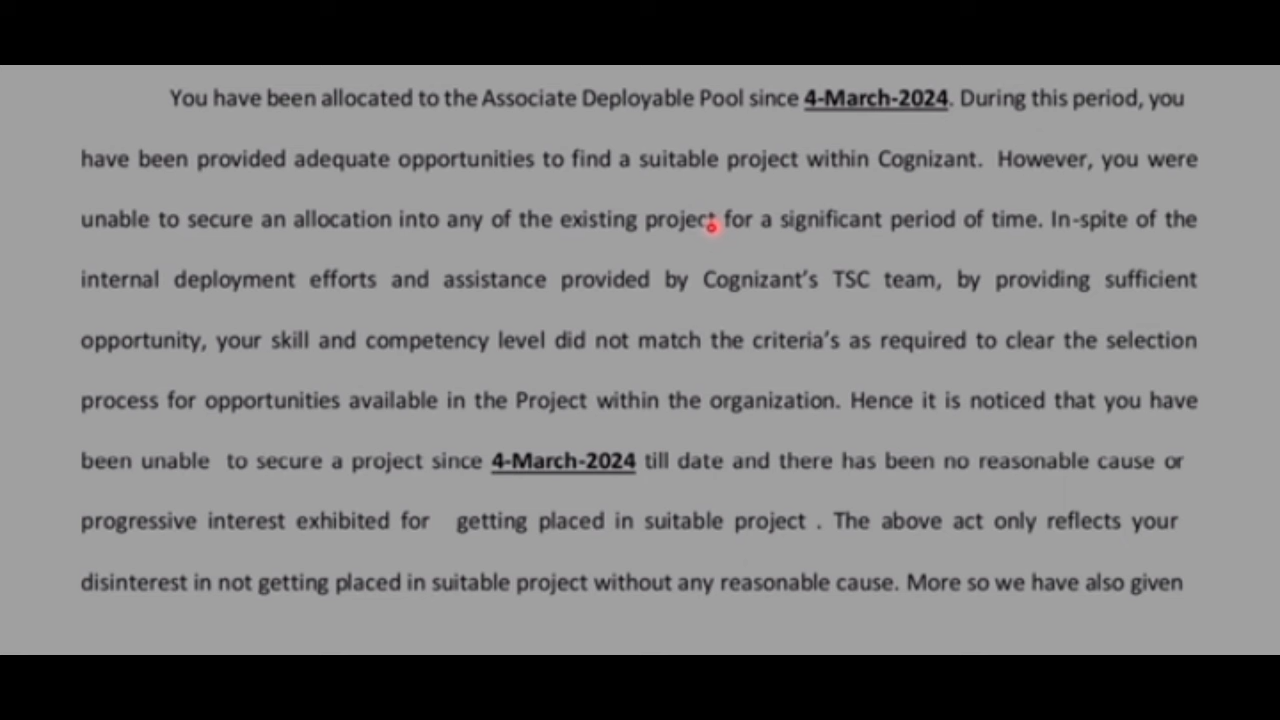 You have been allocated to the Associate Deployable Pool since 4-March-2024. During this period, you
have been provided adequate opportunities to find a suitable project within Cognizant. However, you were
unable to secure an allocation into any of the existing project for a significant period of time. In-spite of the
internal deployment efforts and assistance provided by Cognizant's TSC team, by providing sufficient
opportunity, your skill and competency level did not match the criteria's as required to clear the selection
process for opportunities available in the Project within the organization. Hence it is noticed that you have
been unable to secure a project since 4-March-2024 till date and there has been no reasonable cause or
progressive interest exhibited for getting placed in suitable project . The above act only reflects your
disinterest in not getting placed in suitable project without any reasonable cause. More so we have also given